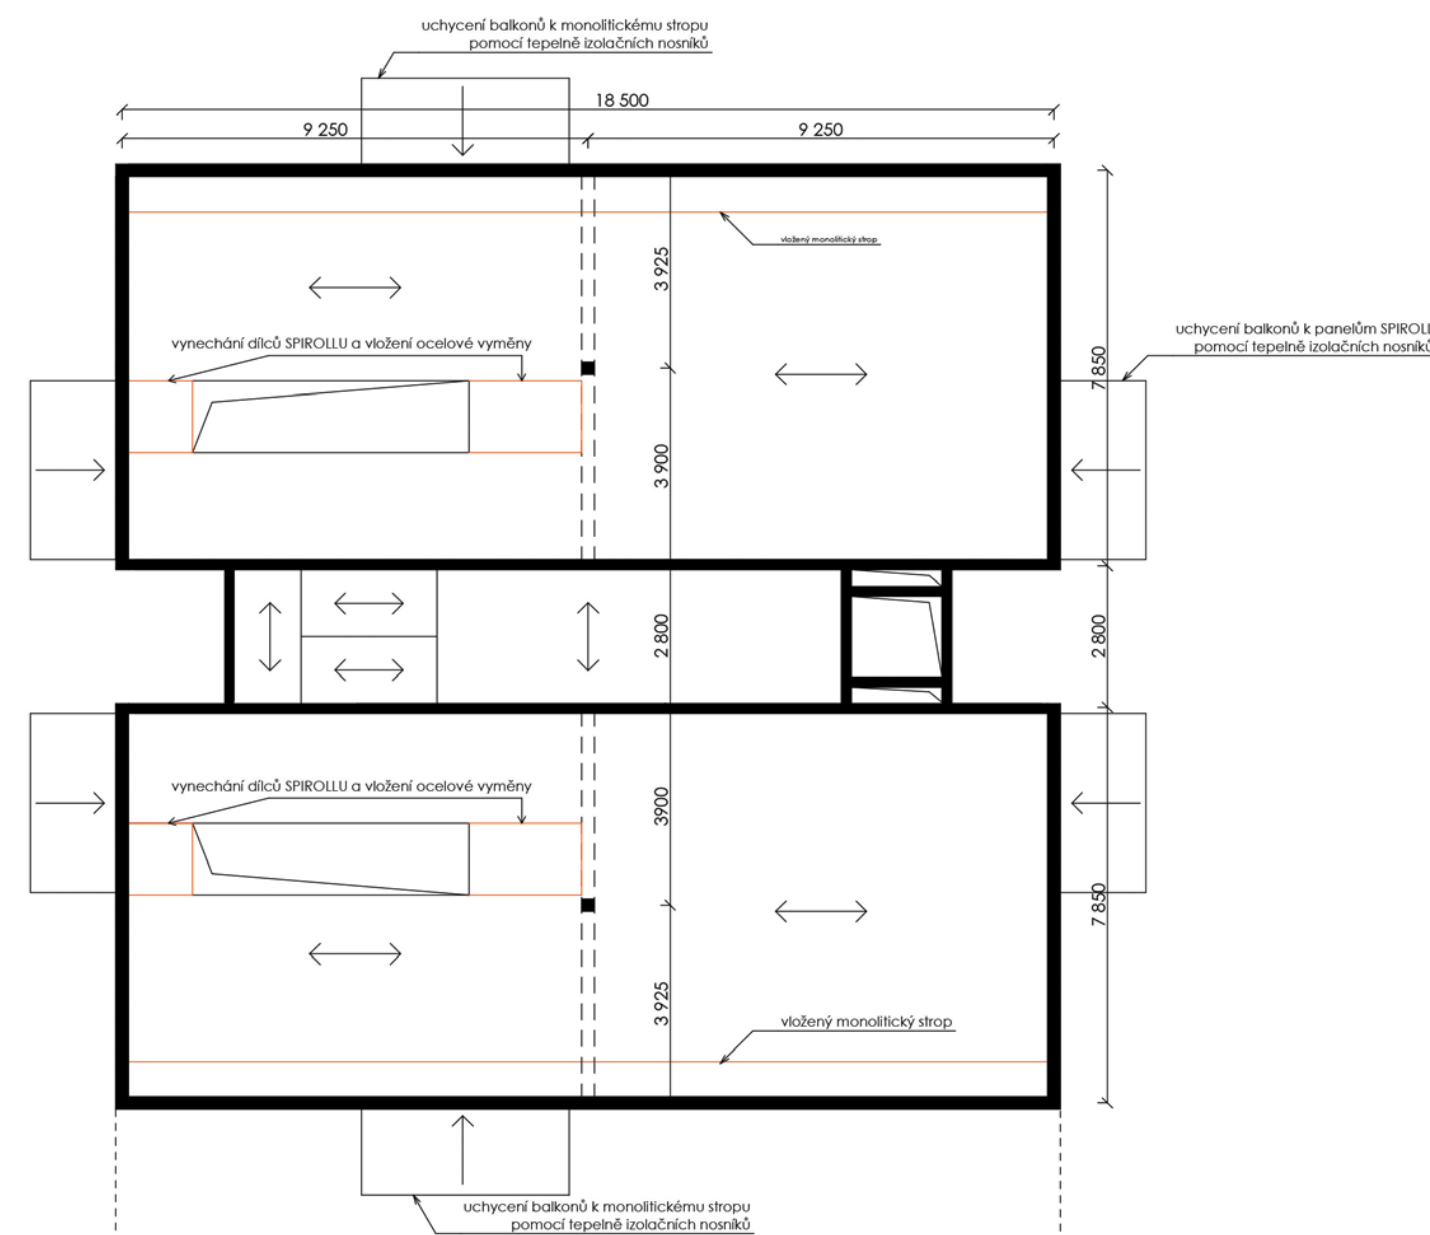 uchycení balkonů k monolitickému stropu
pomocí tepelně izolačních nosníků
18 500
9 250
9 250
vložený monolitický strop
3 925
uchycení balkonů k panelům SPIROLL
pomocí tepelně izolačních nosníků
vynechání dílců SPIROLLU a vložení ocelové vyměny
7 850
3 900
2 800
2 800
vynechání dílců SPIROLLU a vložení ocelové vyměny
3900
7 850
3 925
vložený monolitický strop
uchycení balkonů k monolitickému stropu
pomocí tepelně izolačních nosníků